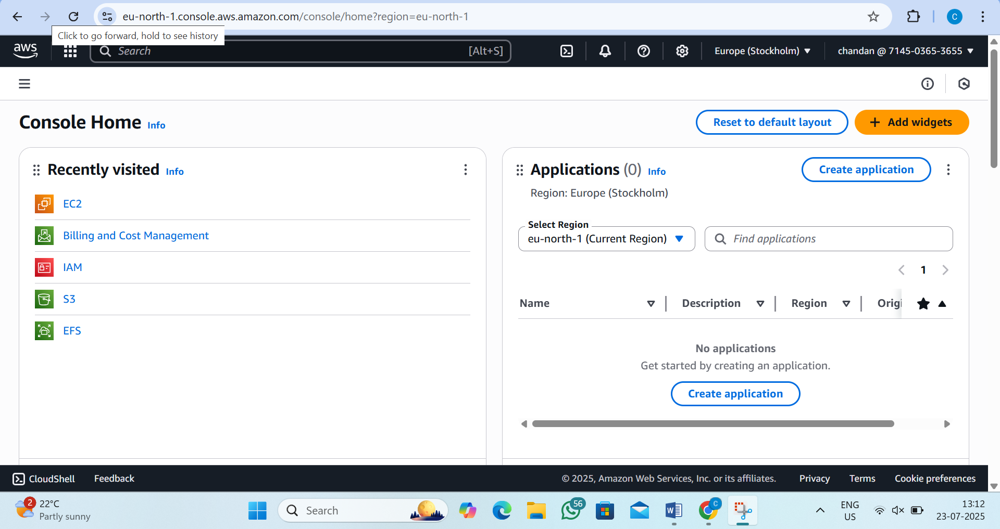 eu-north-1.console.aws.amazon.com/console/home?region=eu-north-1
C
Click to go forward, hold to see history
aws
Search
[Alt+S]
Europe (Stockholm)
chandan @ 7145-0365-3655
Console Home Info
Reset to default layout
+ Add widgets
Recently visited Info
EC2
Billing and Cost Management
IAM
S3
EFS
Applications (0) Info
Create application
Region: Europe (Stockholm)
Select Region
eu-north-1 (Current Region)
Find applications
1
Name
Description
Region
Origi
No applications
Get started by creating an application.
Create application
CloudShell
Feedback
© 2025, Amazon Web Services, Inc. or its affiliates.
Privacy
Terms
Cookie preferences
2
22°C
Partly sunny
Search
56
W
C
ENG
US
13:12
23-07-2025